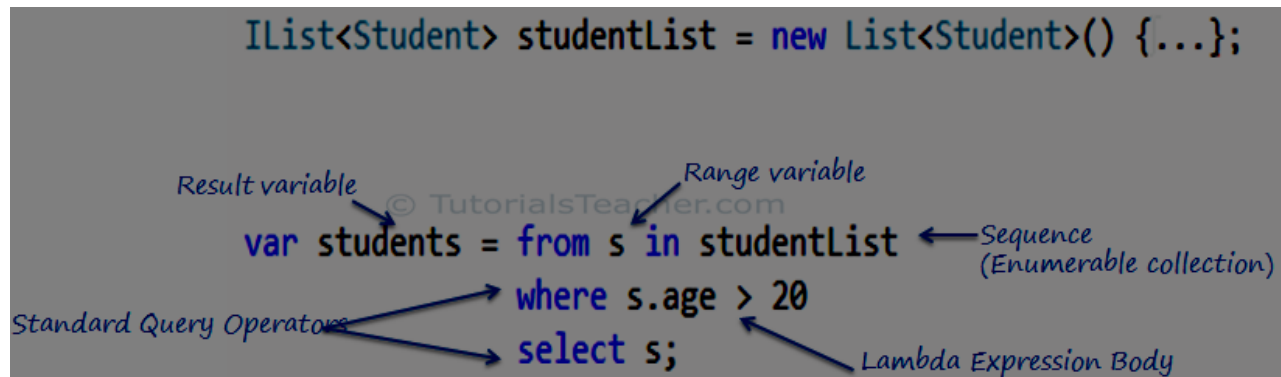 IList<Student> studentList = new List<Student>() {...};
Result variable
Range variable
© TutorialsTeacher.com
var students = from s in studentList
Sequence
(Enumerable collection)
where s.age > 20
Standard Query Operators
select s;
Lambda Expression Body